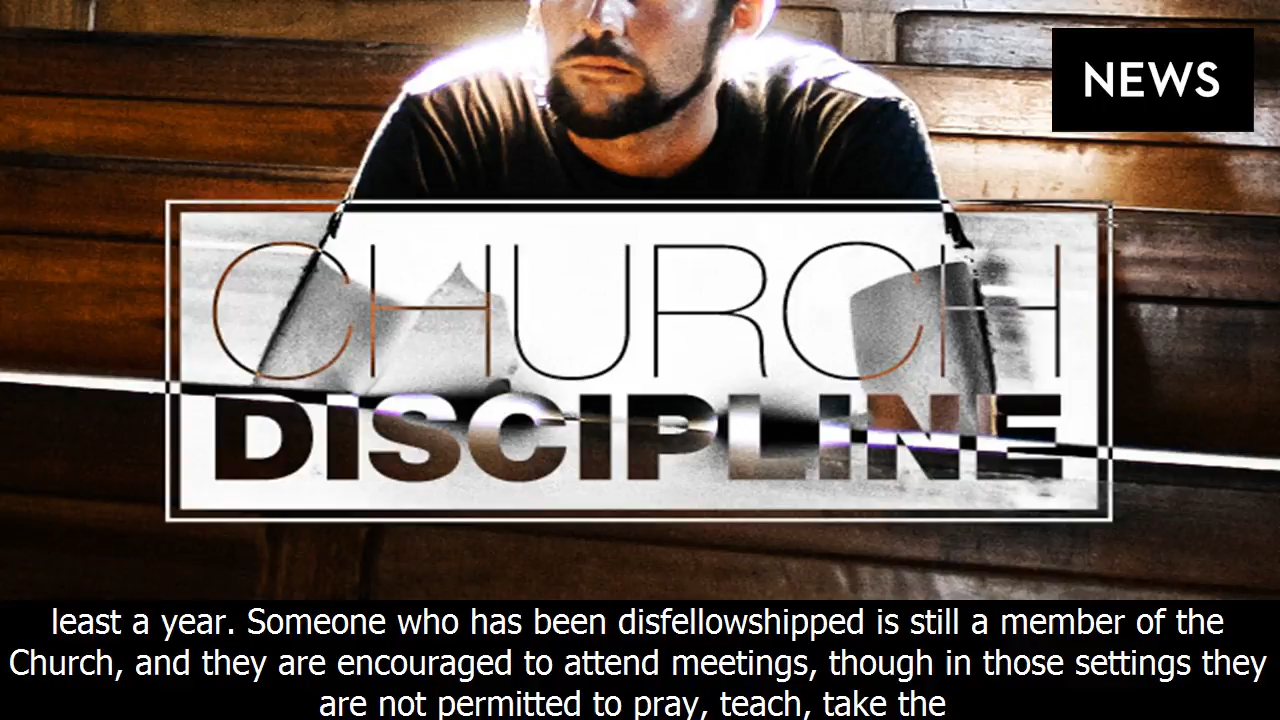 NEWS
CHURCH
DISCIPLINE
least a year. Someone who has been disfellowshipped is still a member of the
Church, and they are encouraged to attend meetings, though in those settings they
are not permitted to pray, teach, take the